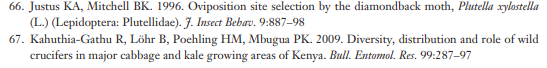 66. Justus KA, Mitchell BK. 1996. Oviposition site selection by the diamondback moth, Plutella xylostella
(L.) (Lepidoptera: Plutellidae). J. Insect Behav. 9:887–98
67. Kahuthia-Gathu R, Löhr B, Poehling HM, Mbugua PK. 2009. Diversity, distribution and role of wild
crucifers in major cabbage and kale growing areas of Kenya. Bull. Entomol. Res. 99:287–97